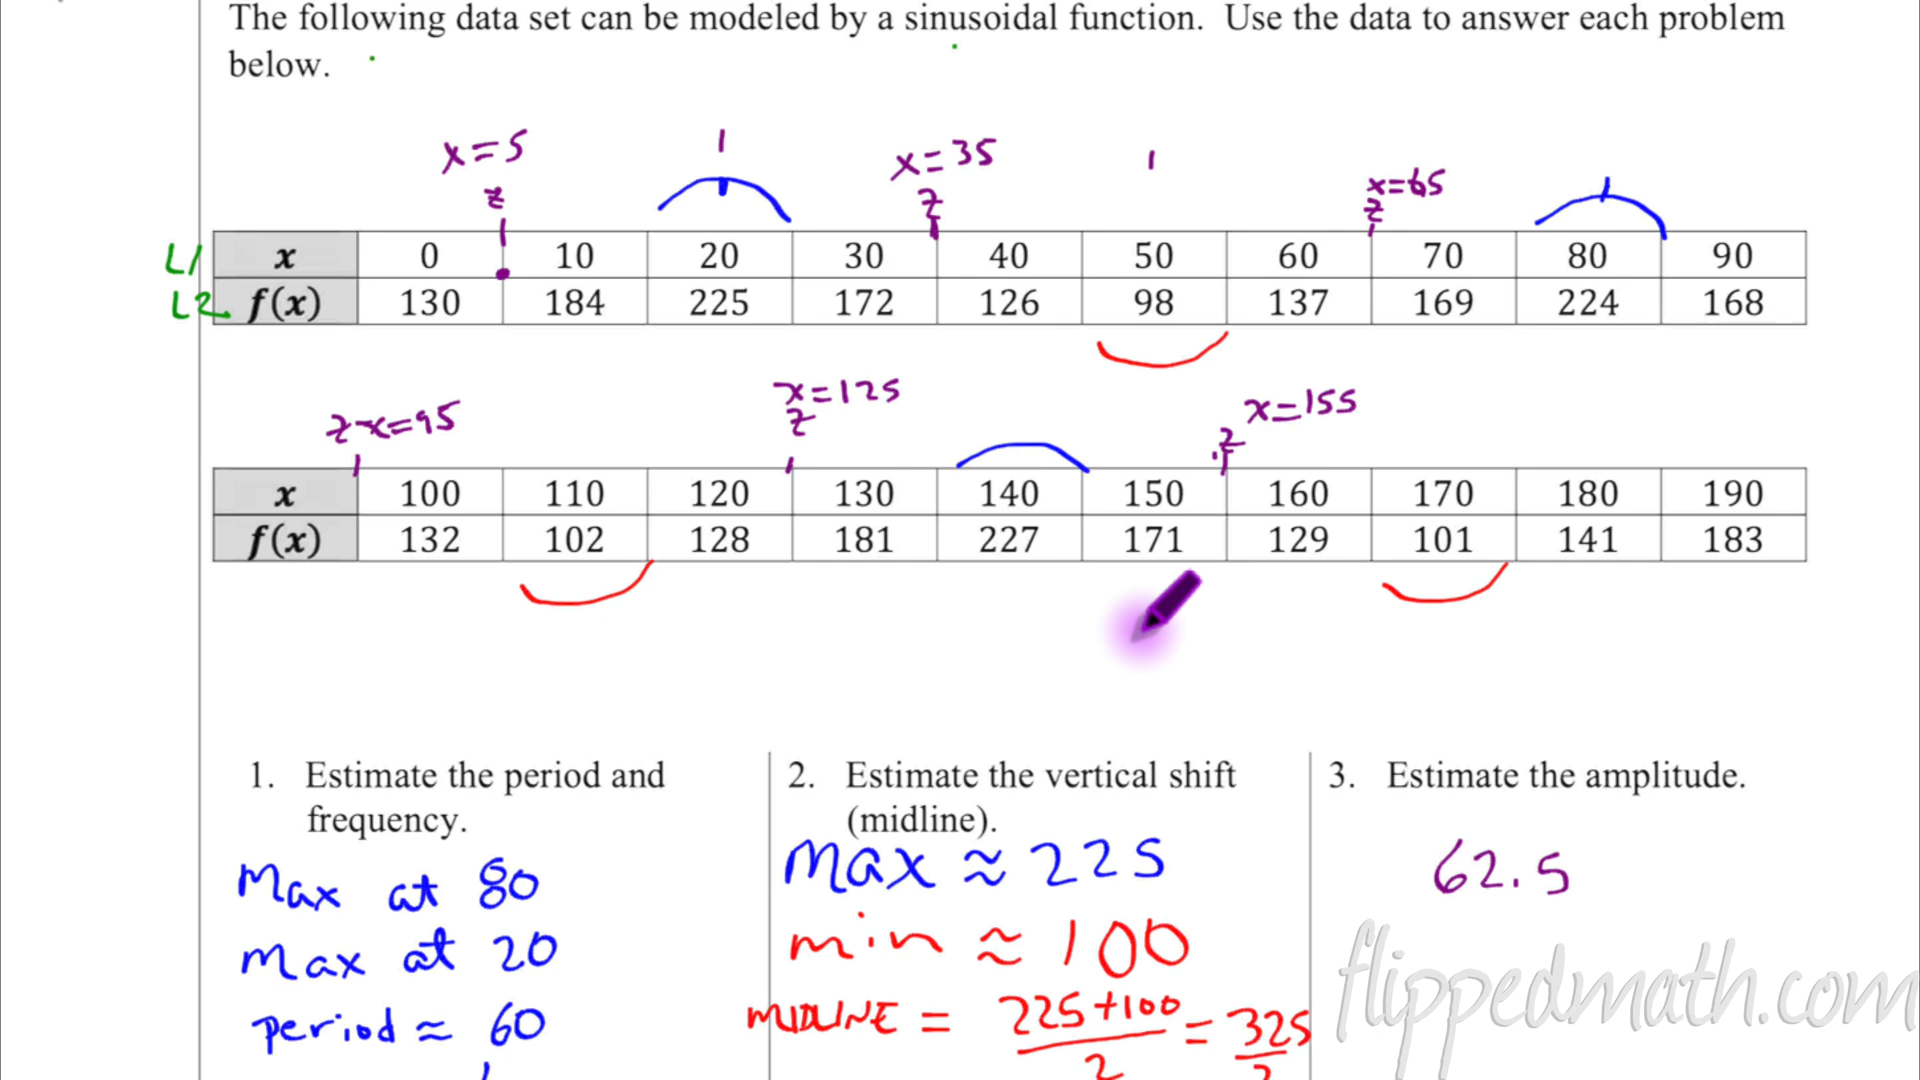 The following data set can be modeled by a sinusoidal function. Use the data to answer each problem
below.
x=5
z
x=35
z
x=65
z
L1 x 0 10 20 30 40 50 60 70 80 90
L2 f(x) 130 184 225 172 126 98 137 169 224 168
z x=95
x=125
z
z x=155
x 100 110 120 130 140 150 160 170 180 190
f(x) 132 102 128 181 227 171 129 101 141 183
1. Estimate the period and
frequency.
Max at 80
Max at 20
period ≈ 60
2. Estimate the vertical shift
(midline).
Max ≈ 225
min ≈ 100
MIDLINE = 225+100/2 = 325/2
3. Estimate the amplitude.
62.5
flippedmath.com